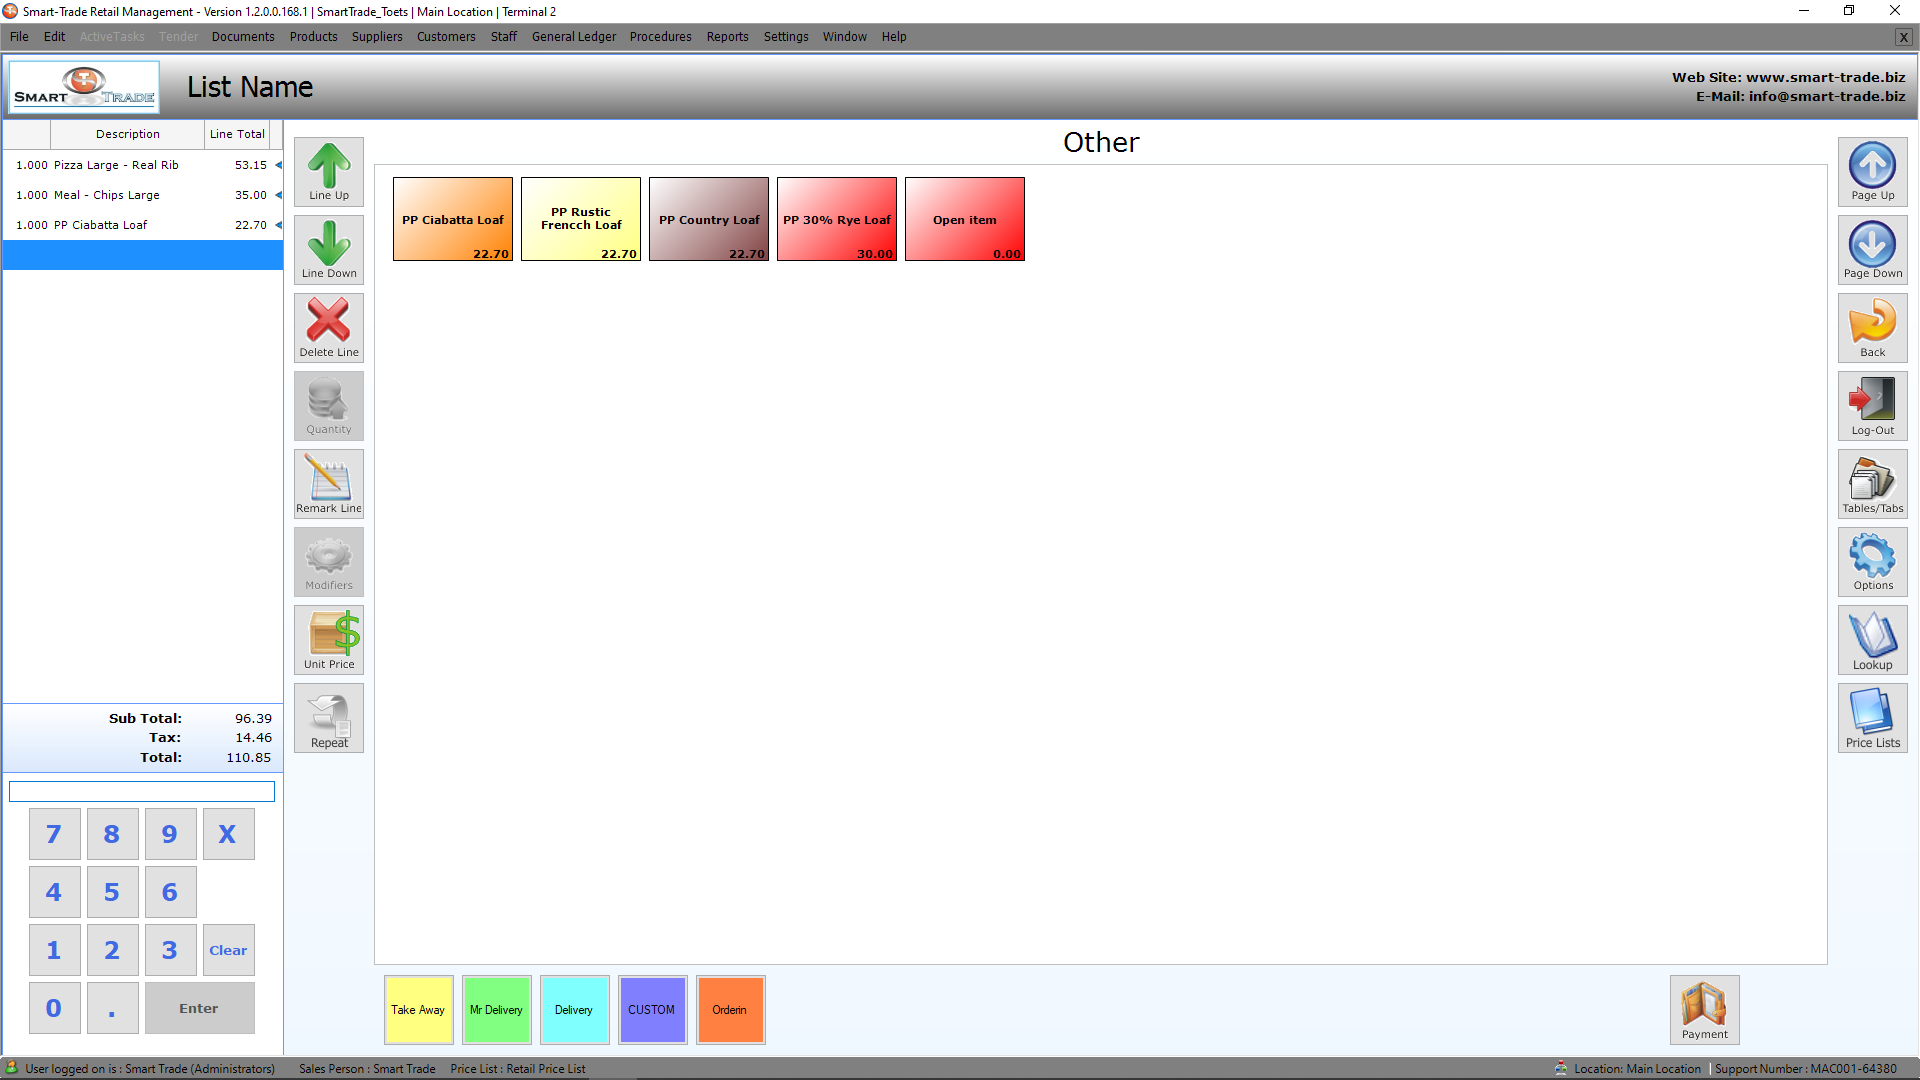 Smart-Trade Retail Management - Version 1.2.0.0.168.1 | SmartTrade_Toets | Main Location | Terminal 2
File Edit ActiveTasks Tender Documents Products Suppliers Customers Staff General Ledger Procedures Reports Settings Window Help X
SMART TRADE
List Name
Web Site: www.smart-trade.biz
E-Mail: info@smart-trade.biz
Description Line Total
1.000 Pizza Large - Real Rib 53.15
1.000 Meal - Chips Large 35.00
1.000 PP Ciabatta Loaf 22.70
Sub Total: 96.39
Tax: 14.46
Total: 110.85
7 8 9 X
4 5 6
1 2 3 Clear
0 . Enter
Line Up
Line Down
Delete Line
Quantity
Remark Line
Modifiers
Unit Price
Repeat
Other
PP Ciabatta Loaf
22.70
PP Rustic
Frencch Loaf
22.70
PP Country Loaf
22.70
PP 30% Rye Loaf
30.00
Open item
0.00
Page Up
Page Down
Back
Log-Out
Tables/Tabs
Options
Lookup
Price Lists
Take Away Mr Delivery Delivery CUSTOM Orderin
Payment
User logged on is : Smart Trade (Administrators) Sales Person : Smart Trade Price List : Retail Price List Location: Main Location | Support Number : MAC001-64380